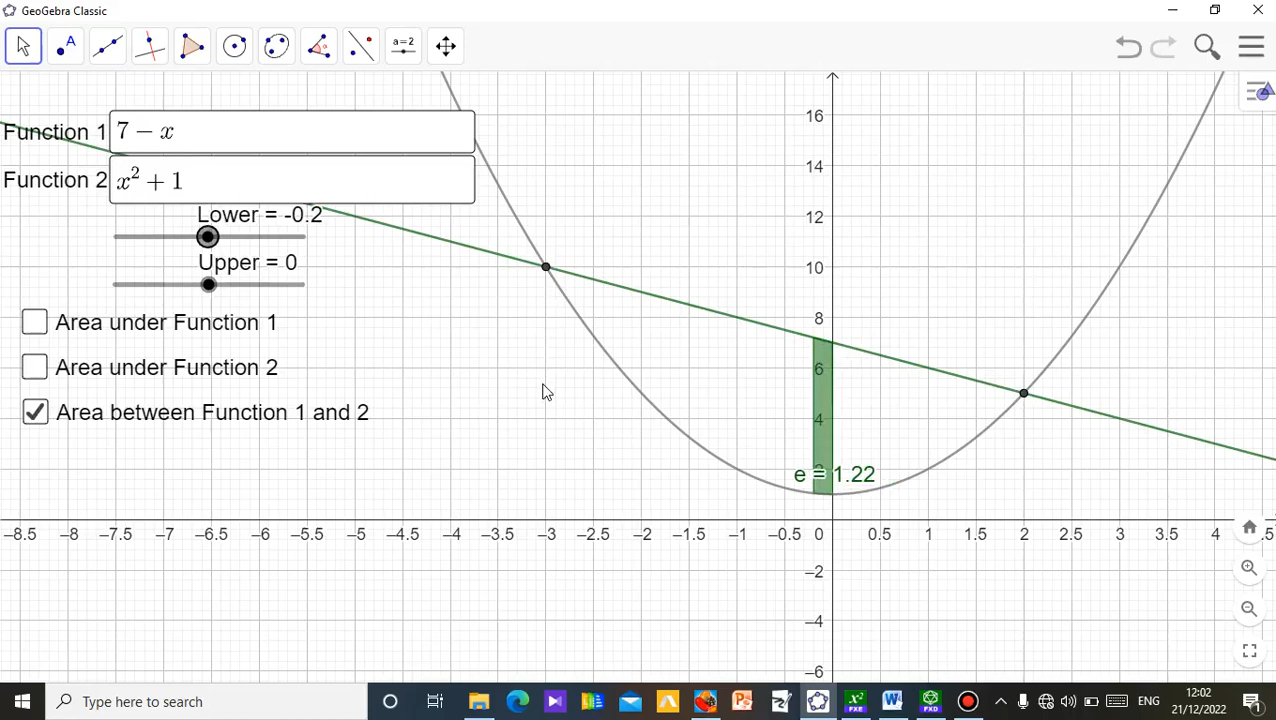 GeoGebra Classic
A
a=2
Function 1 7 − x
Function 2 x² + 1
Lower = -0.2
Upper = 0
Area under Function 1
Area under Function 2
Area between Function 1 and 2
16
14
12
10
8
6
4
e = 1.22
–8.5 –8 –7.5 –7 –6.5 –6 –5.5 –5 –4.5 –4 –3.5 –3 –2.5 –2 –1.5 –1 –0.5 0 0.5 1 1.5 2 2.5 3 3.5 4
–2
–4
–6
Type here to search
ENG
12:02
21/12/2022